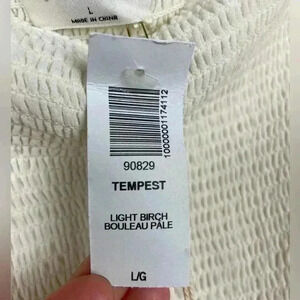 L
MADE IN CHINA
10000001174112
90829
TEMPEST
LIGHT BIRCH
BOULEAU PÂLE
L/G